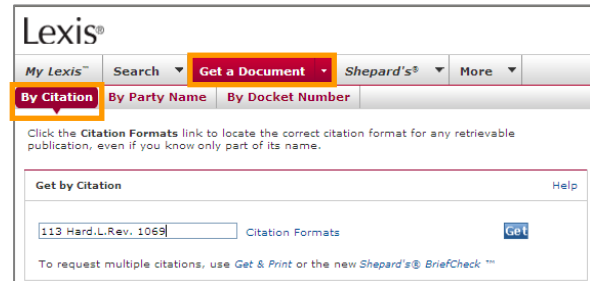 Lexis®
My Lexis™ Search Get a Document Shepard's® More
By Citation By Party Name By Docket Number
Click the Citation Formats link to locate the correct citation format for any retrievable
publication, even if you know only part of its name.
Get by Citation Help
113 Hard.L.Rev. 1069 Citation Formats Get
To request multiple citations, use Get & Print or the new Shepard's® BriefCheck ™